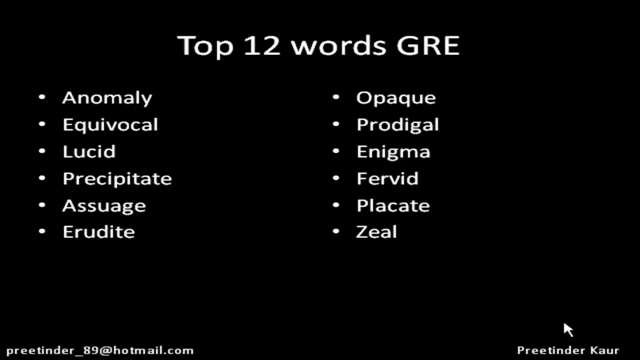 Top 12 words GRE
• Anomaly
• Equivocal
• Lucid
• Precipitate
• Assuage
• Erudite
• Opaque
• Prodigal
• Enigma
• Fervid
• Placate
• Zeal
preetinder_89@hotmail.com
Preetinder Kaur